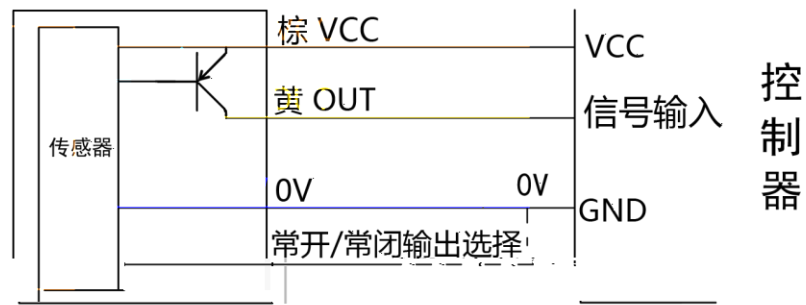 棕 VCC
VCC
黄 OUT
信号输入
控制器
传感器
0V
0V
GND
常开/常闭输出选择